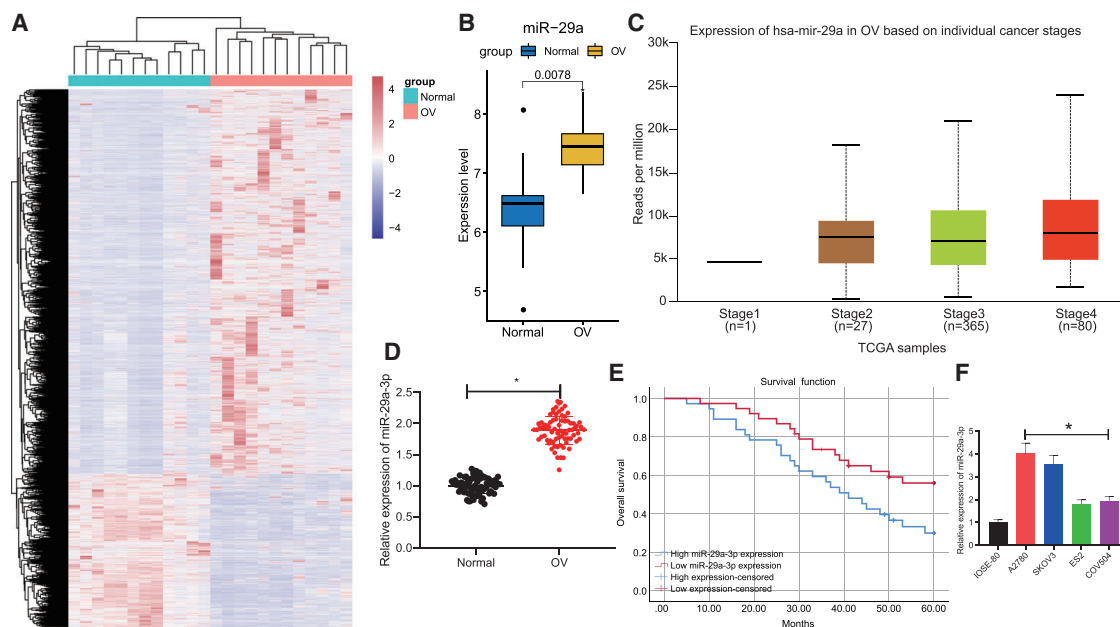 A
group
Normal
OV
4
2
0
−2
−4
B
miR−29a
group Normal OV
0.0078
Experssion level
8
7
6
5
Normal OV
C
Expression of hsa-mir-29a in OV based on individual cancer stages
Reads per million
30k
25k
20k
15k
10k
5k
0
Stage1 Stage2 Stage3 Stage4
(n=1) (n=27) (n=365) (n=80)
TCGA samples
D
Relative expression of miR-29a-3p
*
2.5
2.0
1.5
1.0
0.5
0.0
Normal OV
E
Survival function
Overall survival
1.0
0.8
0.6
0.4
0.2
0.0
High miR-29a-3p expression
Low miR-29a-3p expression
High expression-censored
Low expression-censored
.00 10.00 20.00 30.00 40.00 50.00 60.00
Months
F
Relative expression of miR-29a-3p
*
5
4
3
2
1
0
IOSE-80 A2780 SKOV3 ES2 COV504